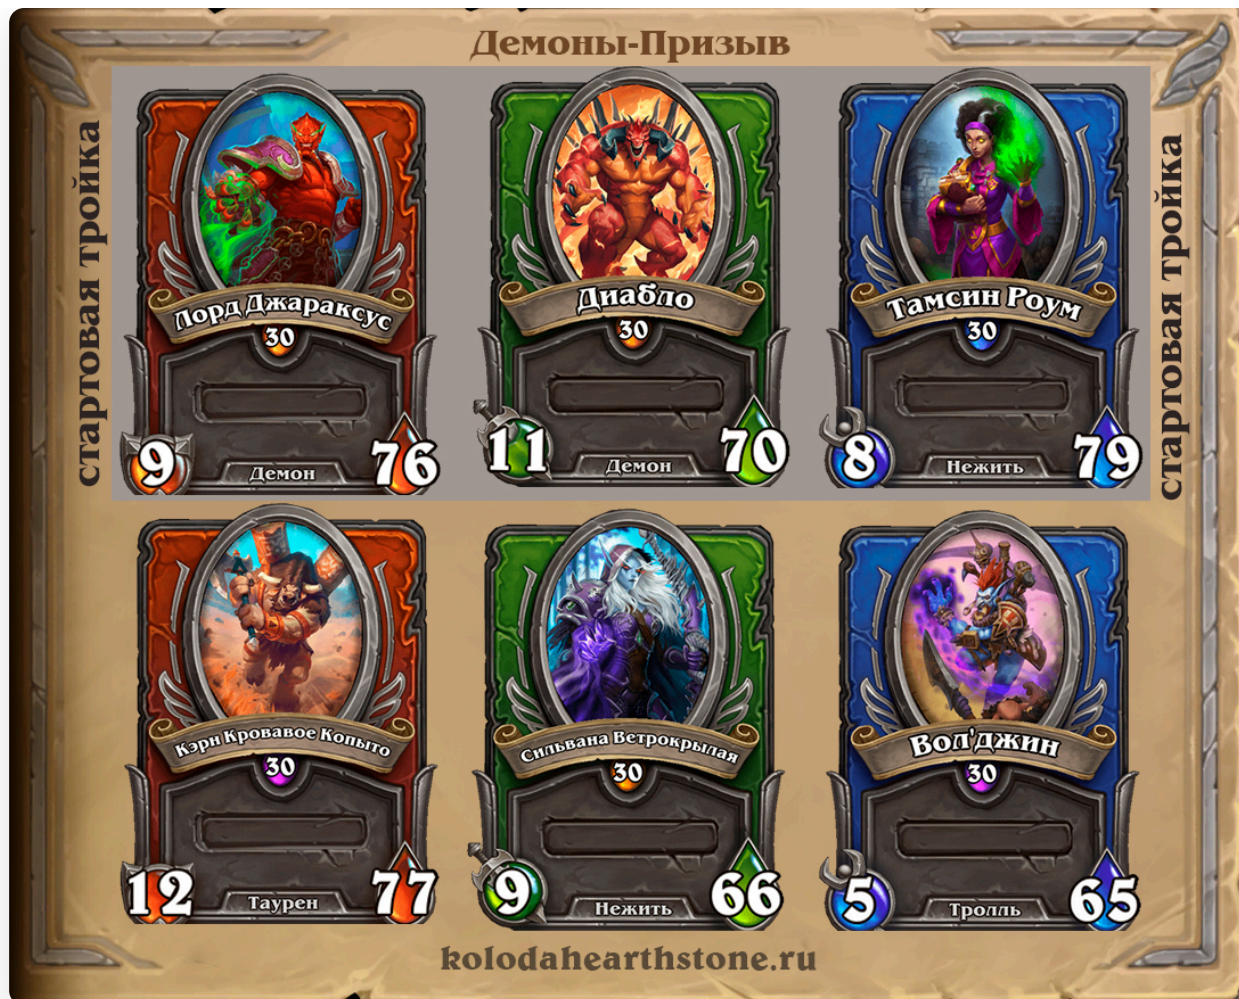 Демоны-Призыв
стартовая тройка
стартовая тройка
Лорд Джараксус
30
9
Демон
76
Диабло
30
11
Демон
70
Тамсин Роум
30
8
Нежить
79
Кэрн Кровавое Копыто
30
12
Таурен
77
Сильвана Ветрокрылая
30
9
Нежить
66
Вол'джин
30
5
Тролль
65
kolodahearthstone.ru